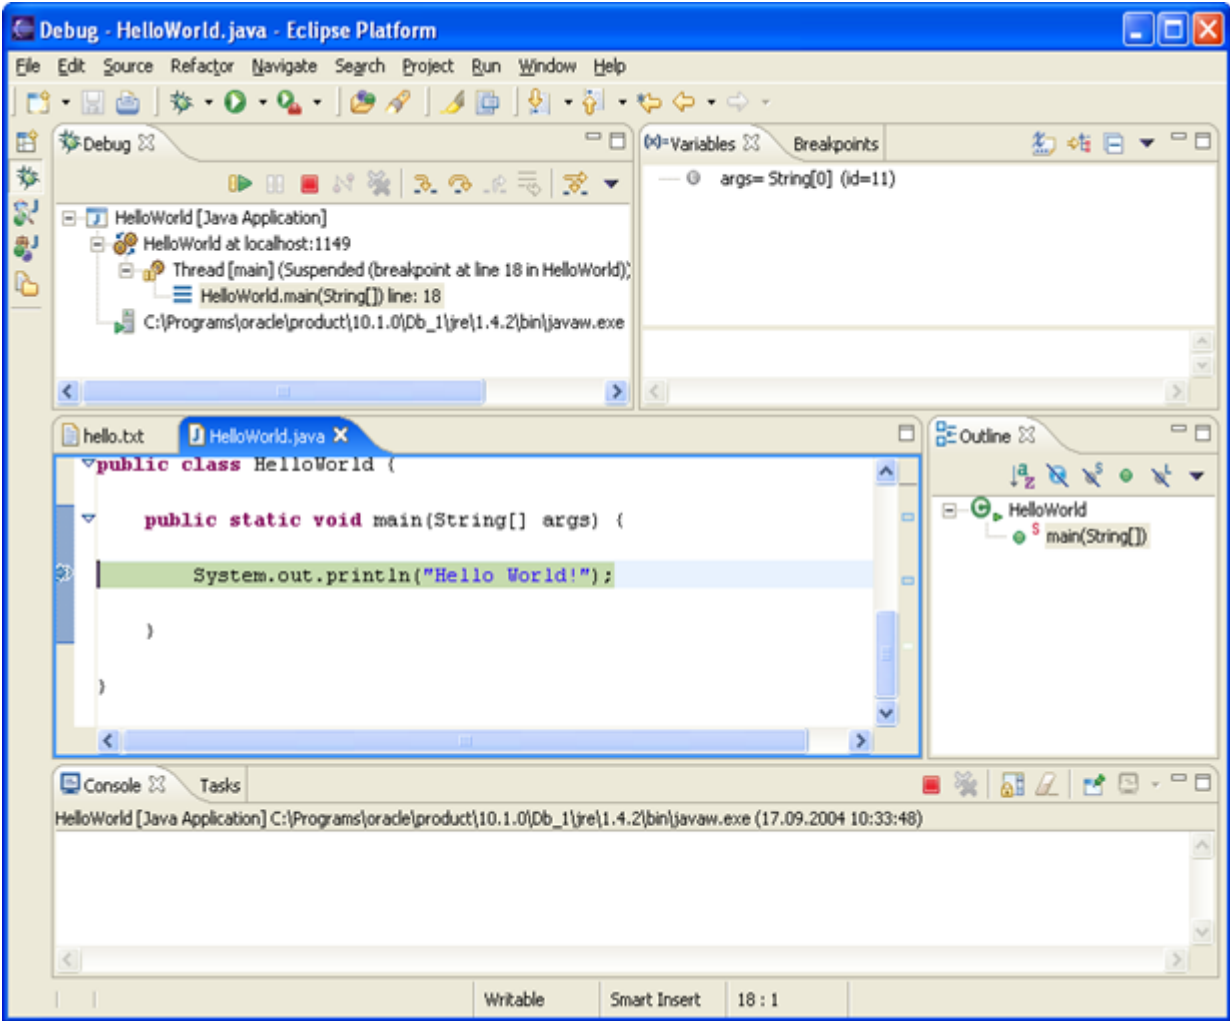 Debug - HelloWorld.java - Eclipse Platform
File Edit Source Refactor Navigate Search Project Run Window Help
Debug
(x)= Variables Breakpoints
args= String[0] (id=11)
HelloWorld [Java Application]
HelloWorld at localhost:1149
Thread [main] (Suspended (breakpoint at line 18 in HelloWorld))
HelloWorld.main(String[]) line: 18
C:\Programs\oracle\product\10.1.0\Db_1\jre\1.4.2\bin\javaw.exe
hello.txt HelloWorld.java
public class HelloWorld {
public static void main(String[] args) {
System.out.println("Hello World!");
}
}
Outline
HelloWorld
main(String[])
Console Tasks
HelloWorld [Java Application] C:\Programs\oracle\product\10.1.0\Db_1\jre\1.4.2\bin\javaw.exe (17.09.2004 10:33:48)
Writable Smart Insert 18 : 1